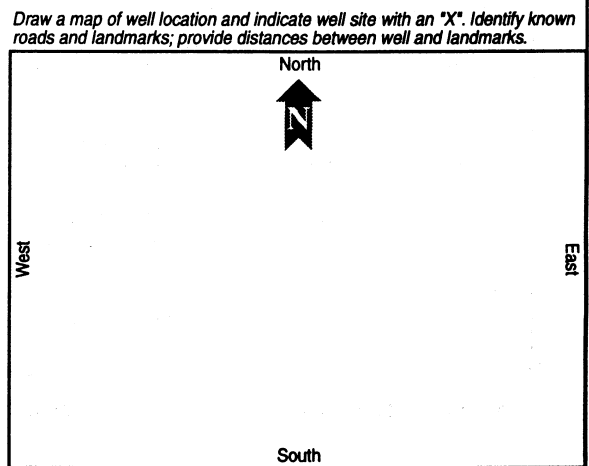 Draw a map of well location and indicate well site with an "X". Identify known
roads and landmarks; provide distances between well and landmarks.
North
N
West
East
South